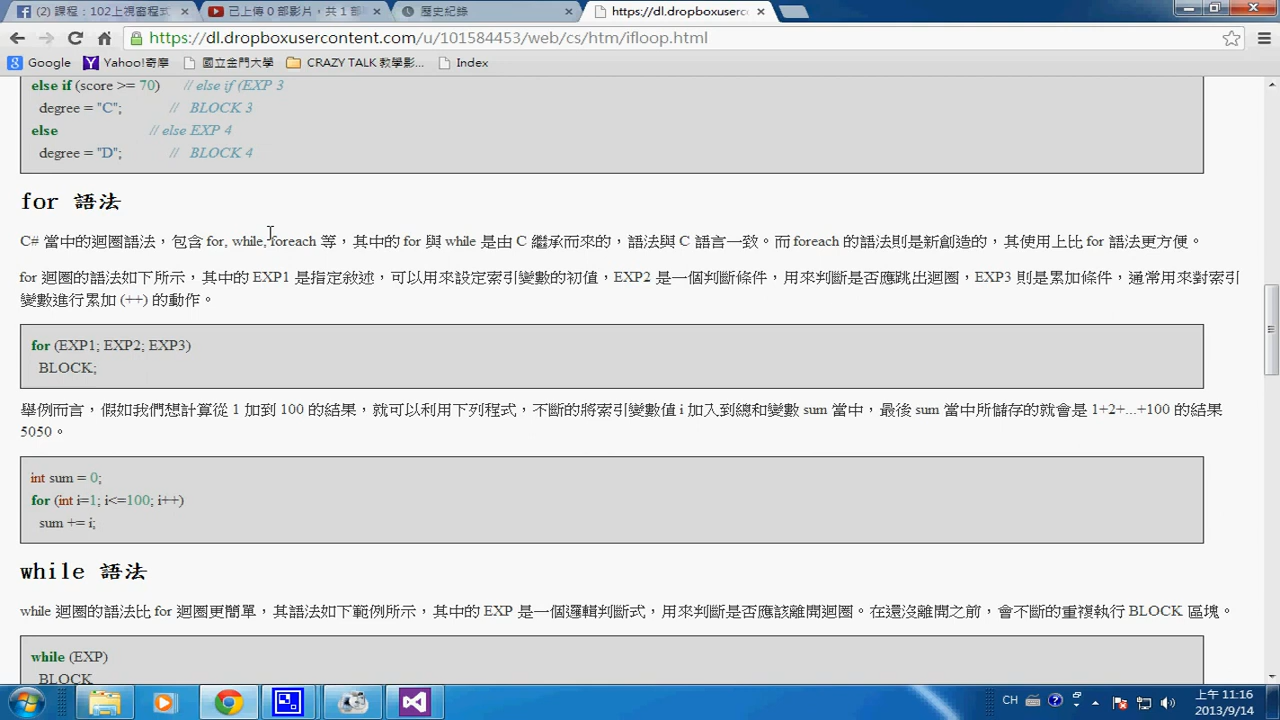 (2) 課程：102上視窗程式
已上傳 0 部影片，共 1 部
歷史紀錄
https://dl.dropboxuserco
https://dl.dropboxusercontent.com/u/101584453/web/cs/htm/ifloop.html
Google Yahoo!奇摩 國立金門大學 CRAZY TALK 教學影... Index
else if (score >= 70) // else if (EXP 3
degree = "C"; // BLOCK 3
else // else EXP 4
degree = "D"; // BLOCK 4
for 語法
C# 當中的迴圈語法，包含 for, while, foreach 等，其中的 for 與 while 是由 C 繼承而來的，語法與 C 語言一致。而 foreach 的語法則是新創造的，其使用上比 for 語法更方便。
for 迴圈的語法如下所示，其中的 EXP1 是指定敘述，可以用來設定索引變數的初值，EXP2 是一個判斷條件，用來判斷是否應跳出迴圈，EXP3 則是累加條件，通常用來對索引
變數進行累加 (++) 的動作。
for (EXP1; EXP2; EXP3)
BLOCK;
舉例而言，假如我們想計算從 1 加到 100 的結果，就可以利用下列程式，不斷的將索引變數值 i 加入到總和變數 sum 當中，最後 sum 當中所儲存的就會是 1+2+...+100 的結果
5050。
int sum = 0;
for (int i=1; i<=100; i++)
sum += i;
while 語法
while 迴圈的語法比 for 迴圈更簡單，其語法如下範例所示，其中的 EXP 是一個邏輯判斷式，用來判斷是否應該離開迴圈。在還沒離開之前，會不斷的重複執行 BLOCK 區塊。
while (EXP)
BLOCK
CH
上午 11:16
2013/9/14